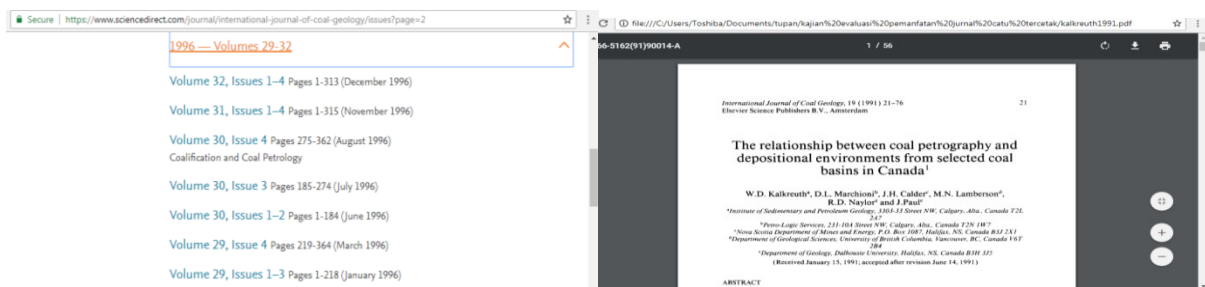 Secure | https://www.sciencedirect.com/journal/international-journal-of-coal-geology/issues?page=2
1996 — Volumes 29-32
Volume 32, Issues 1–4 Pages 1-313 (December 1996)
Volume 31, Issues 1–4 Pages 1-315 (November 1996)
Volume 30, Issue 4 Pages 275-362 (August 1996)
Coalification and Coal Petrology
Volume 30, Issue 3 Pages 185-274 (July 1996)
Volume 30, Issues 1–2 Pages 1-184 (June 1996)
Volume 29, Issue 4 Pages 219-364 (March 1996)
Volume 29, Issues 1–3 Pages 1-218 (January 1996)
file:///C:/Users/Toshiba/Documents/tupan/kajian%20evaluasi%20pemanfatan%20jurnal%20catu%20tercetak/kalkreuth1991.pdf
66-5162(91)90014-A 1 / 56
International Journal of Coal Geology, 19 (1991) 21–76 21
Elsevier Science Publishers B.V., Amsterdam
The relationship between coal petrography and
depositional environments from selected coal
basins in Canada¹
W.D. Kalkreuthᵃ, D.L. Marchioniᵇ, J.H. Calderᶜ, M.N. Lambersonᵈ,
R.D. Naylorᶜ and J. Paulᵉ
ᵃInstitute of Sedimentary and Petroleum Geology, 3303-33 Street NW, Calgary, Alta., Canada T2L
2A7
ᵇPetro-Logic Services, 231-10A Street NW, Calgary, Alta., Canada T2N 1W7
ᶜNova Scotia Department of Mines and Energy, P.O. Box 1087, Halifax, NS, Canada B3J 2X1
ᵈDepartment of Geological Sciences, University of British Columbia, Vancouver, BC, Canada V6T
2B4
ᵉDepartment of Geology, Dalhousie University, Halifax, NS, Canada B3H 3J5
(Received January 15, 1991; accepted after revision June 14, 1991)
ABSTRACT